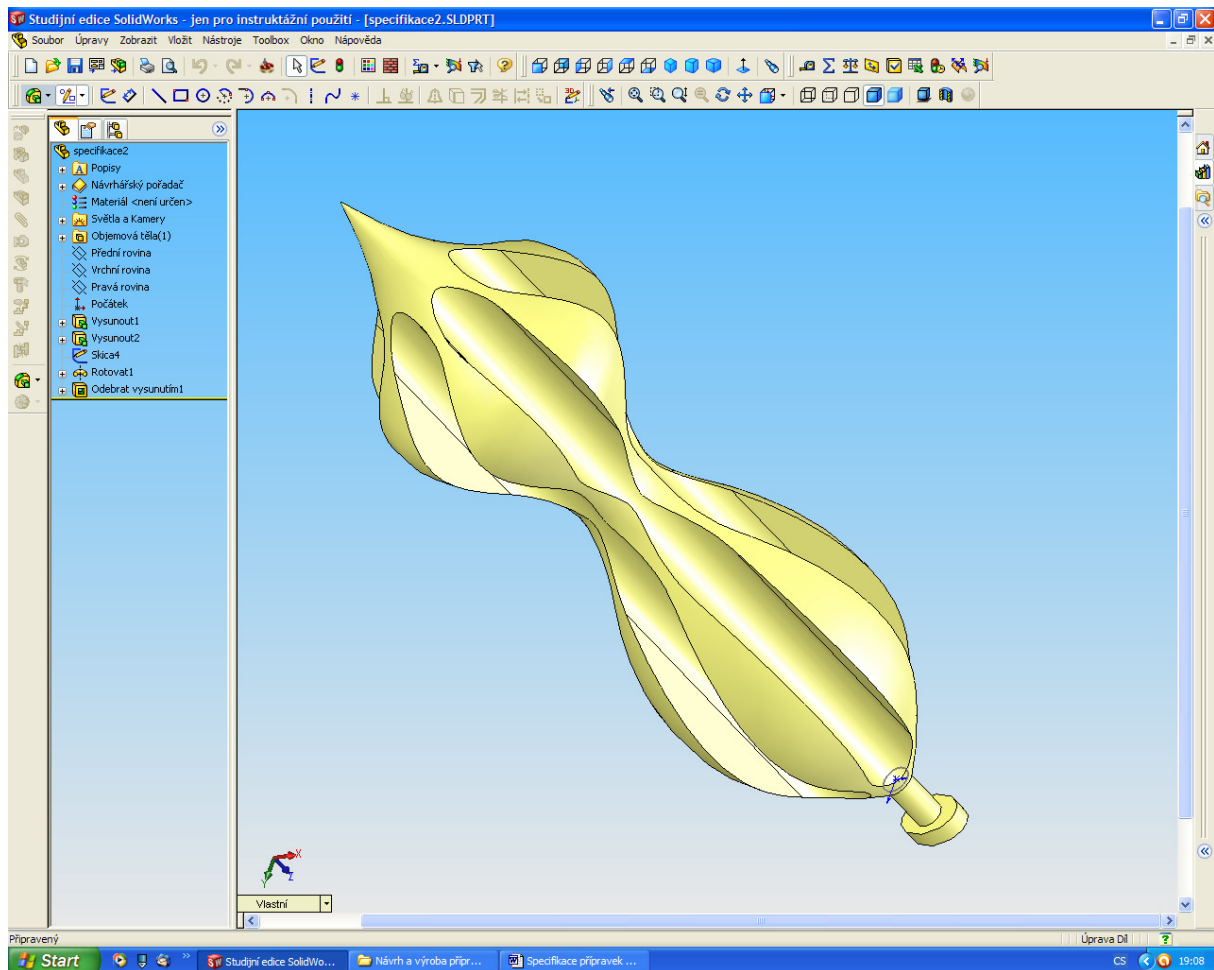 Studijní edice SolidWorks - jen pro instruktážní použití - [specifikace2.SLDPRT]
Soubor Úpravy Zobrazit Vložit Nástroje Toolbox Okno Nápověda
specifikace2
Popisy
Návrhářský pořadač
Materiál <není určen>
Světla a Kamery
Objemová těla(1)
Přední rovina
Vrchní rovina
Pravá rovina
Počátek
Vysunout1
Vysunout2
Skica4
Rotovat1
Odebrat vysunutím1
X
Y
Z
Vlastní
Připravený
Úprava Díl
Start
Studijní edice SolidWo...
Návrh a výroba přípr...
Specifikace přípravek ...
CS
19:08